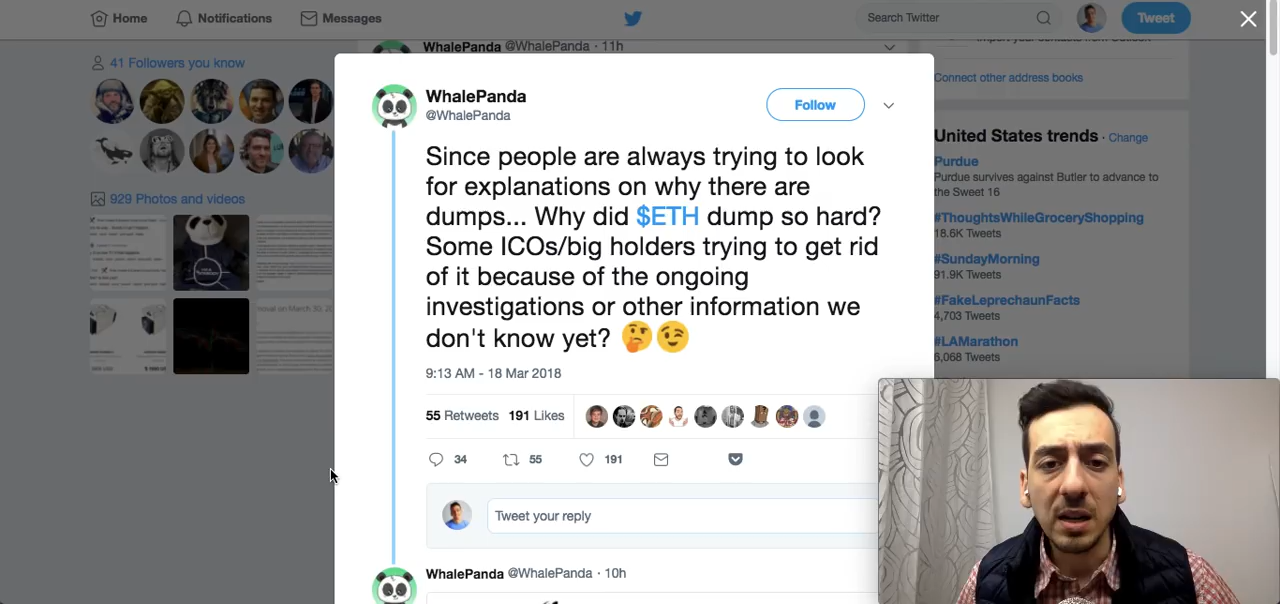 Home
Notifications
Messages
Search Twitter
Tweet
41 Followers you know
929 Photos and videos
WhalePanda @WhalePanda · 11h
WhalePanda
@WhalePanda
Follow
Since people are always trying to look
for explanations on why there are
dumps... Why did $ETH dump so hard?
Some ICOs/big holders trying to get rid
of it because of the ongoing
investigations or other information we
don't know yet? 🤔😉
9:13 AM - 18 Mar 2018
55 Retweets 191 Likes
34
55
191
Tweet your reply
WhalePanda @WhalePanda · 10h
Import your contacts from Outlook
Connect other address books
United States trends · Change
Purdue
Purdue survives against Butler to advance to
the Sweet 16
#ThoughtsWhileGroceryShopping
18.6K Tweets
#SundayMorning
91.9K Tweets
#FakeLeprechaunFacts
4,703 Tweets
#LAMarathon
6,068 Tweets